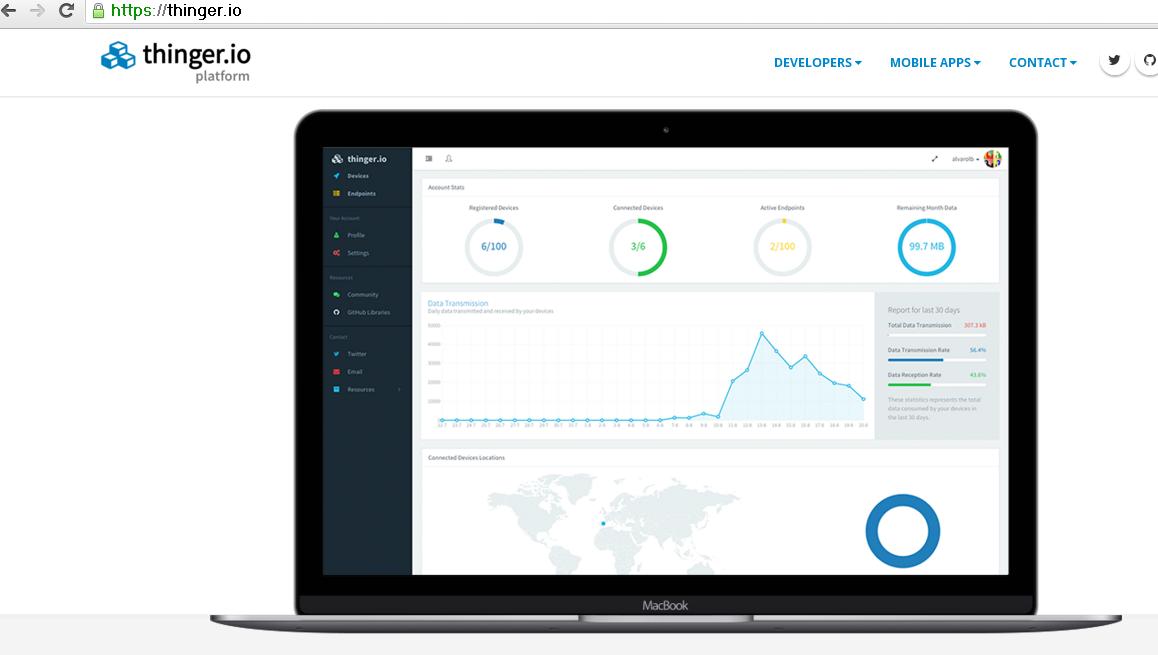 https://thinger.io
thinger.io
platform
DEVELOPERS
MOBILE APPS
CONTACT
thinger.io
Devices
Endpoints
Your Account
Profile
Settings
Resources
Community
GitHub Libraries
Contact
Twitter
Email
Resources
alvarolb
Account Stats
Registered Devices
Connected Devices
Active Endpoints
Remaining Month Data
6/100
3/6
2/100
99.7 MB
Data Transmission
Daily data transmitted and received by your devices
50000
40000
30000
20000
10000
0
Report for last 30 days
Total Data Transmission 307.3 kB
Data Transmission Rate 56.4%
Data Reception Rate 43.6%
These statistics represents the total
data consumed by your devices in
the last 30 days.
Connected Devices Locations
MacBook